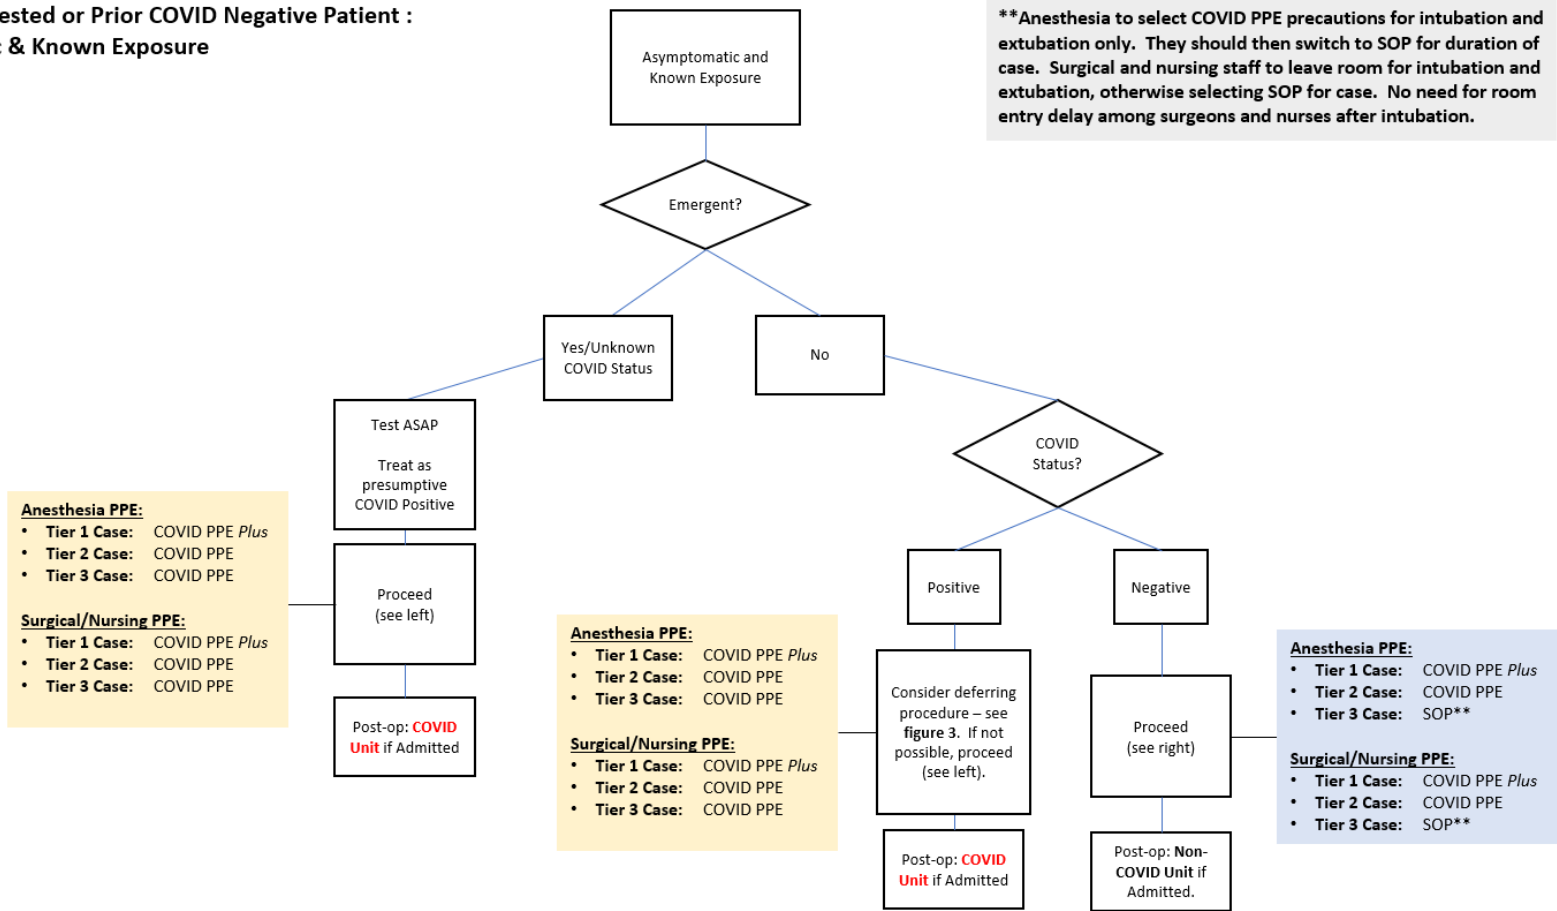 ested or Prior COVID Negative Patient :
& Known Exposure
**Anesthesia to select COVID PPE precautions for intubation and
extubation only. They should then switch to SOP for duration of
case. Surgical and nursing staff to leave room for intubation and
extubation, otherwise selecting SOP for case. No need for room
entry delay among surgeons and nurses after intubation.
Asymptomatic and
Known Exposure
Emergent?
Yes/Unknown
COVID Status
No
Test ASAP
Treat as
presumptive
COVID Positive
COVID
Status?
Anesthesia PPE:
• Tier 1 Case: COVID PPE Plus
• Tier 2 Case: COVID PPE
• Tier 3 Case: COVID PPE
Surgical/Nursing PPE:
• Tier 1 Case: COVID PPE Plus
• Tier 2 Case: COVID PPE
• Tier 3 Case: COVID PPE
Proceed
(see left)
Post-op: COVID
Unit if Admitted
Positive
Negative
Anesthesia PPE:
• Tier 1 Case: COVID PPE Plus
• Tier 2 Case: COVID PPE
• Tier 3 Case: COVID PPE
Surgical/Nursing PPE:
• Tier 1 Case: COVID PPE Plus
• Tier 2 Case: COVID PPE
• Tier 3 Case: COVID PPE
Consider deferring
procedure – see
figure 3. If not
possible, proceed
(see left).
Proceed
(see right)
Anesthesia PPE:
• Tier 1 Case: COVID PPE Plus
• Tier 2 Case: COVID PPE
• Tier 3 Case: SOP**
Surgical/Nursing PPE:
• Tier 1 Case: COVID PPE Plus
• Tier 2 Case: COVID PPE
• Tier 3 Case: SOP**
Post-op: COVID
Unit if Admitted
Post-op: Non-
COVID Unit if
Admitted.